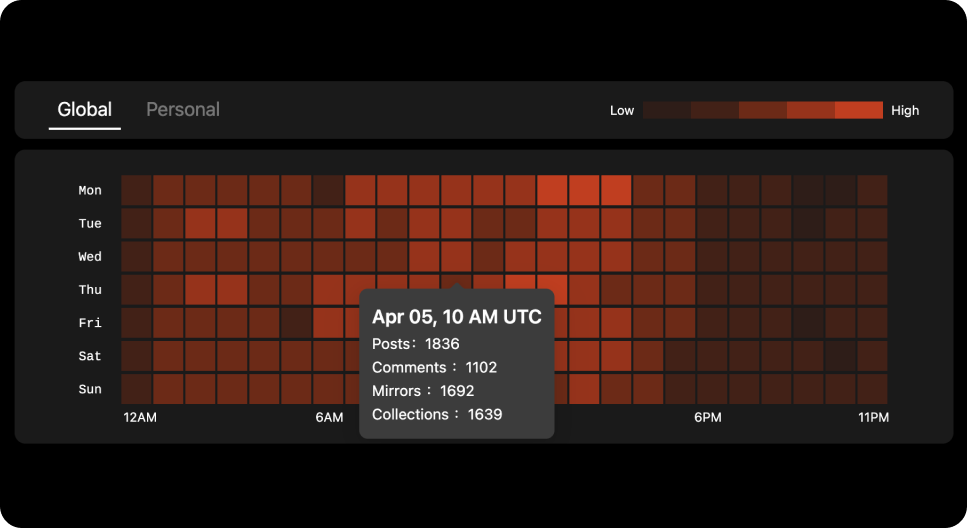 Global Personal Low High
Mon
Tue
Wed
Thu
Fri
Sat
Sun
Apr 05, 10 AM UTC
Posts: 1836
Comments : 1102
Mirrors : 1692
Collections : 1639
12AM 6AM 6PM 11PM